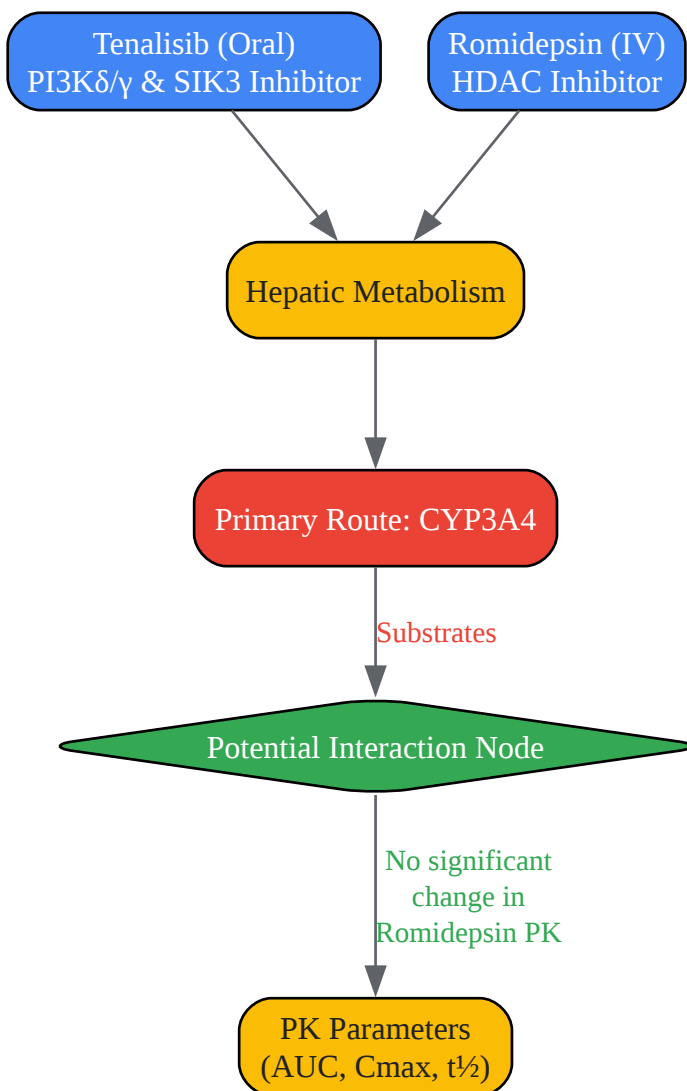 Tenalisib (Oral)
PI3Kδ/γ & SIK3 Inhibitor
Romidepsin (IV)
HDAC Inhibitor
Hepatic Metabolism
Primary Route: CYP3A4
Substrates
Potential Interaction Node
No significant
change in
Romidepsin PK
PK Parameters
(AUC, Cmax, t½)